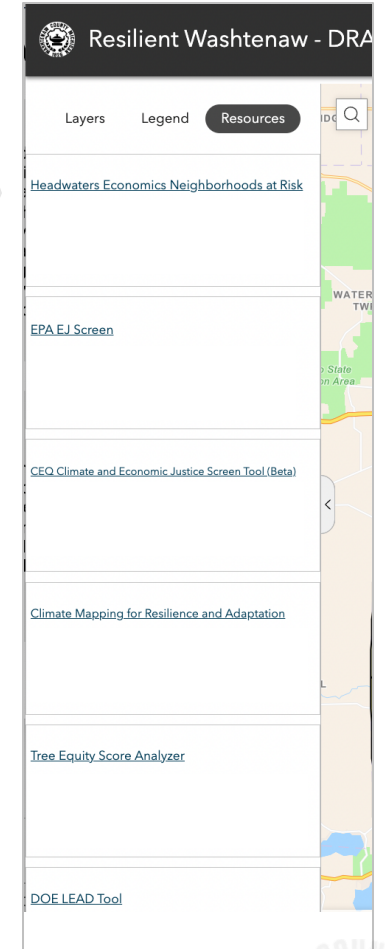 Resilient Washtenaw - DRA
Layers Legend Resources
Headwaters Economics Neighborhoods at Risk
EPA EJ Screen
CEQ Climate and Economic Justice Screen Tool (Beta)
Climate Mapping for Resilience and Adaptation
Tree Equity Score Analyzer
DOE LEAD Tool
WATER
TWI
State
on Area
L